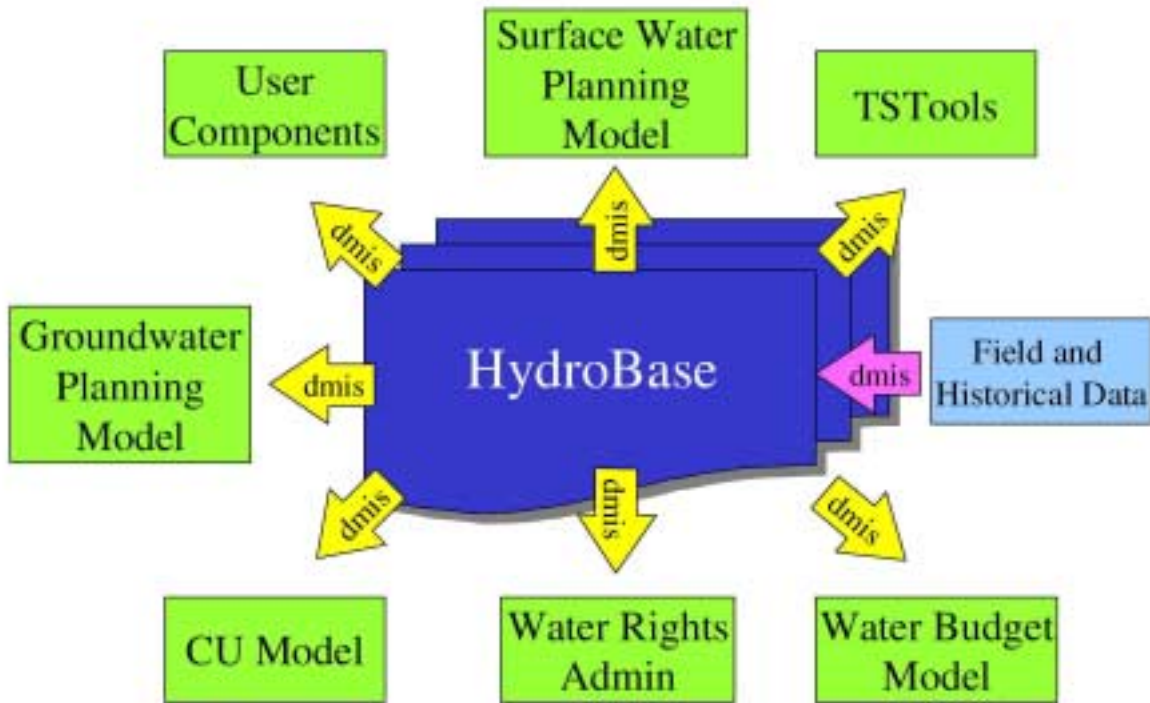 User
Components
Surface Water
Planning
Model
TSTools
dmis
dmis
dmis
Groundwater
Planning
Model
dmis
HydroBase
dmis
Field and
Historical Data
dmis
dmis
dmis
CU Model
Water Rights
Admin
Water Budget
Model